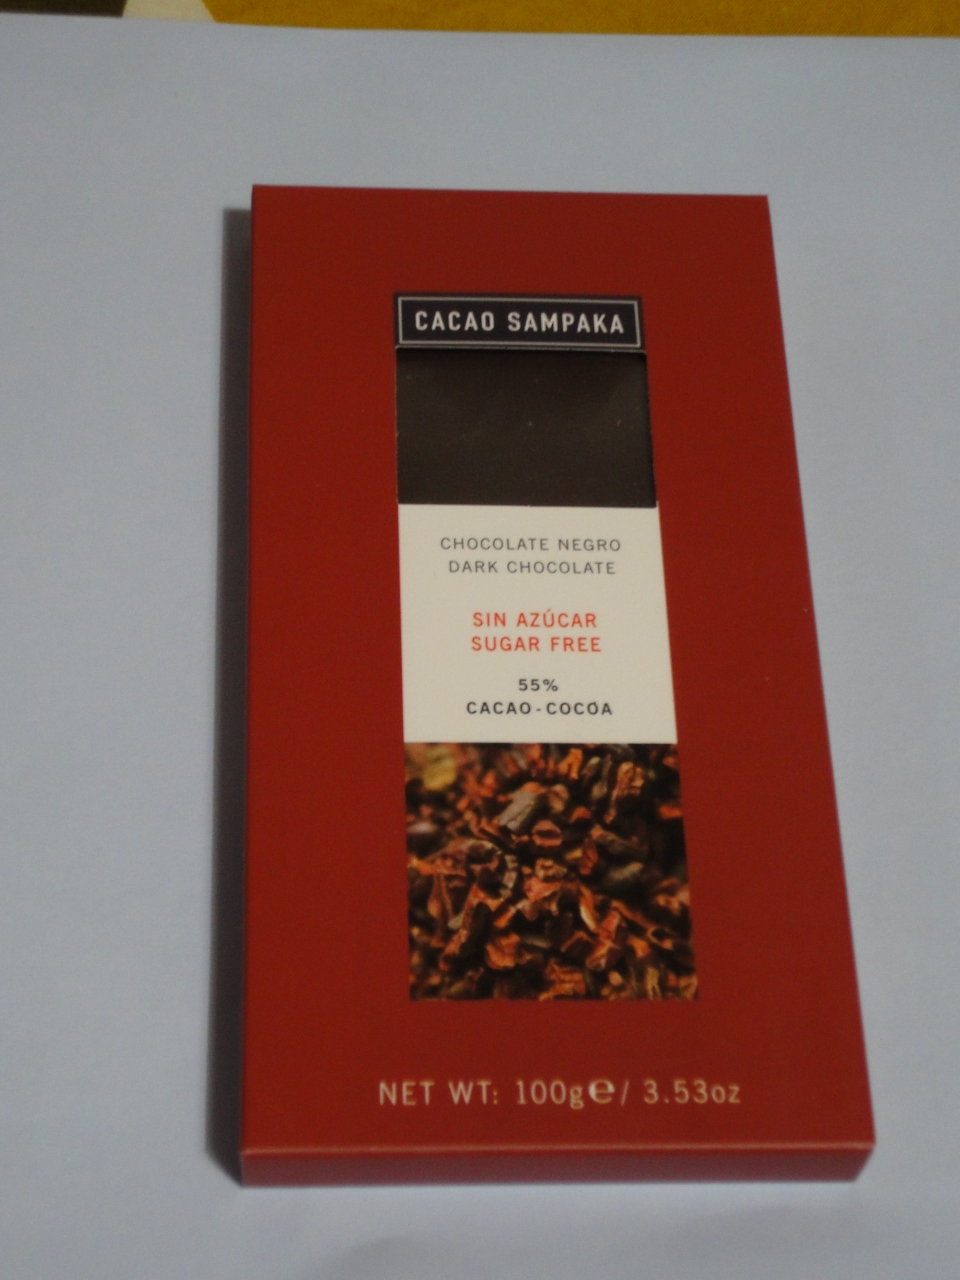 CACAO SAMPAKA
CHOCOLATE NEGRO
DARK CHOCOLATE
SIN AZÚCAR
SUGAR FREE
55%
CACAO-COCOA
NET WT: 100g℮/ 3.53oz